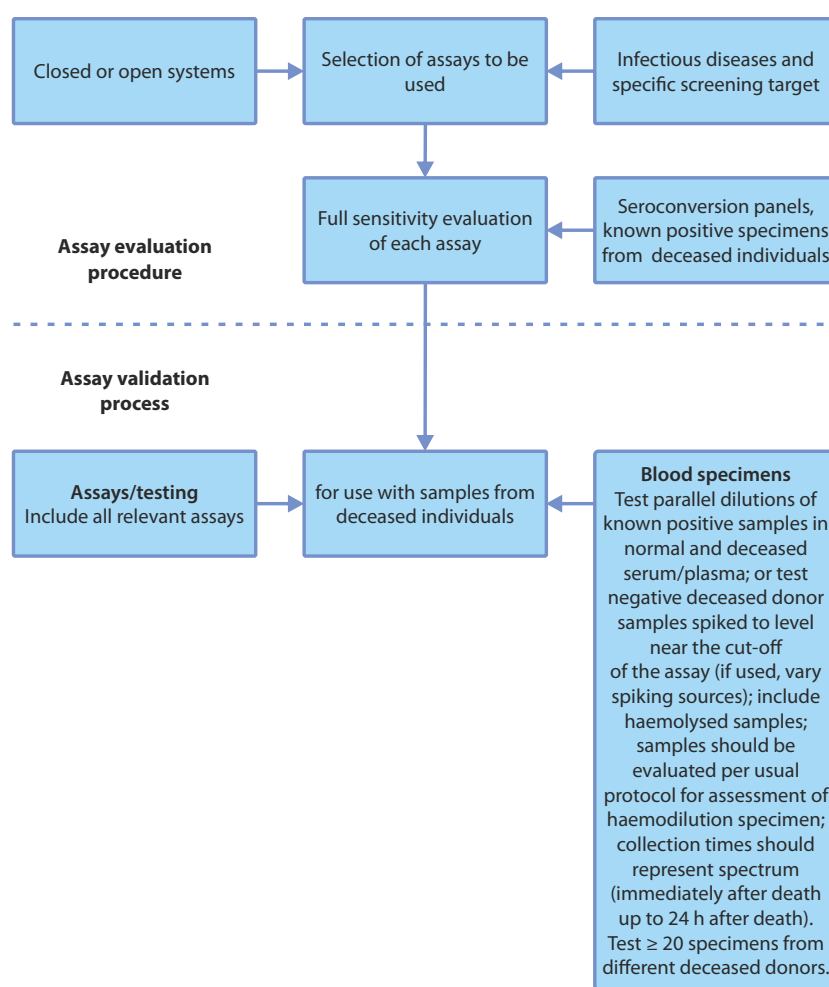 Closed or open systems
Selection of assays to be
used
Infectious diseases and
specific screening target
Full sensitivity evaluation
of each assay
Seroconversion panels,
known positive specimens
from deceased individuals
Assay evaluation
procedure
Assay validation
process
Assays/testing
Include all relevant assays
for use with samples from
deceased individuals
Blood specimens
Test parallel dilutions of
known positive samples in
normal and deceased
serum/plasma; or test
negative deceased donor
samples spiked to level
near the cut-off
of the assay (if used, vary
spiking sources); include
haemolysed samples;
samples should be
evaluated per usual
protocol for assessment of
haemodilution specimen;
collection times should
represent spectrum
(immediately after death
up to 24 h after death).
Test ≥ 20 specimens from
different deceased donors.